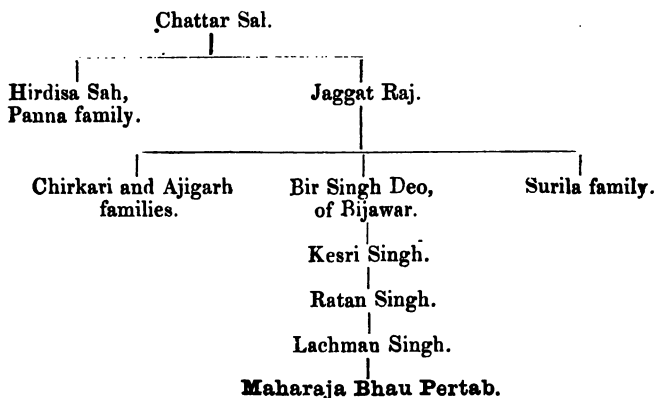 Chattar Sal.
Hirdisa Sah,
Panna family.
Jaggat Raj.
Chirkari and Ajigarh
families.
Bir Singh Deo,
of Bijawar.
Surila family.
Kesri Singh.
Ratan Singh.
Lachman Singh.
Maharaja Bhau Pertab.